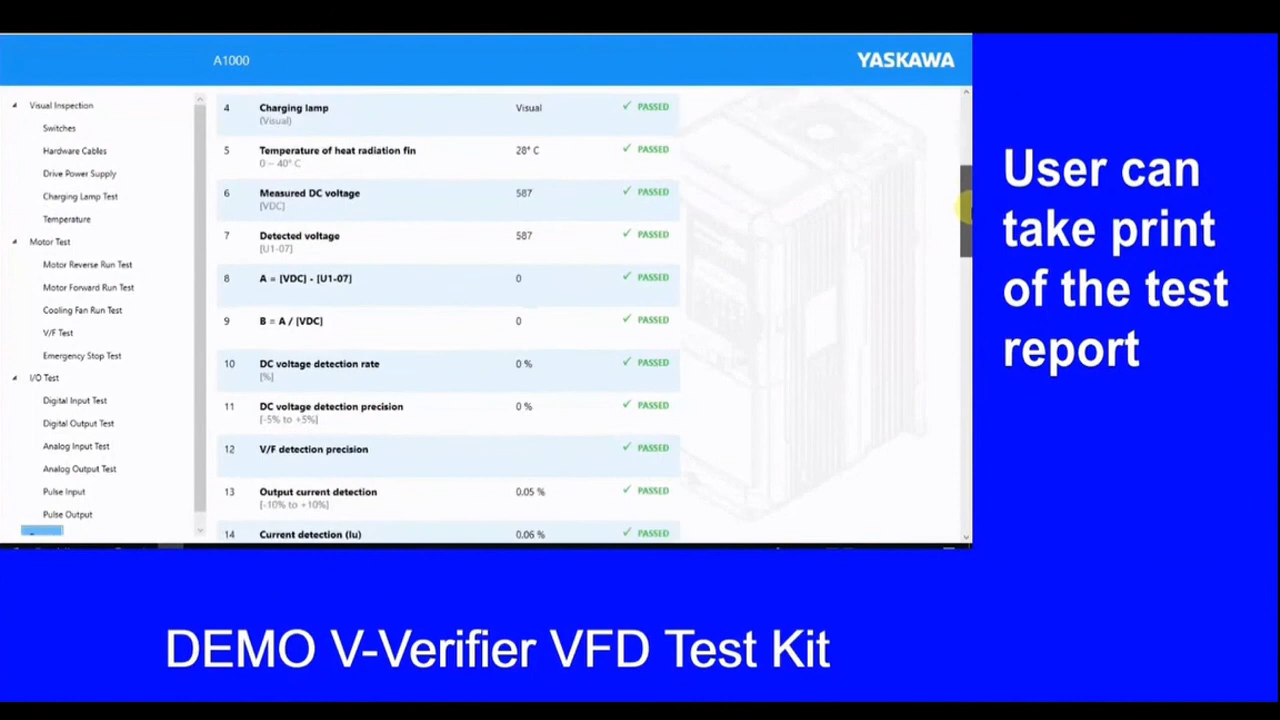 A1000
YASKAWA
Visual Inspection
Switches
Hardware Cables
Drive Power Supply
Charging Lamp Test
Temperature
Motor Test
Motor Reverse Run Test
Motor Forward Run Test
Cooling Fan Run Test
V/F Test
Emergency Stop Test
I/O Test
Digital Input Test
Digital Output Test
Analog Input Test
Analog Output Test
Pulse Input
Pulse Output
4 Charging lamp Visual ✓ PASSED
(Visual)
5 Temperature of heat radiation fin 28° C ✓ PASSED
0 – 40° C
6 Measured DC voltage 587 ✓ PASSED
[VDC]
7 Detected voltage 587 ✓ PASSED
[U1-07]
8 A = [VDC] - [U1-07] 0 ✓ PASSED
9 B = A / [VDC] 0 ✓ PASSED
10 DC voltage detection rate 0 % ✓ PASSED
[%]
11 DC voltage detection precision 0 % ✓ PASSED
[-5% to +5%]
12 V/F detection precision ✓ PASSED
13 Output current detection 0.05 % ✓ PASSED
[-10% to +10%]
14 Current detection (Iu) 0.06 % ✓ PASSED
User can
take print
of the test
report
DEMO V-Verifier VFD Test Kit